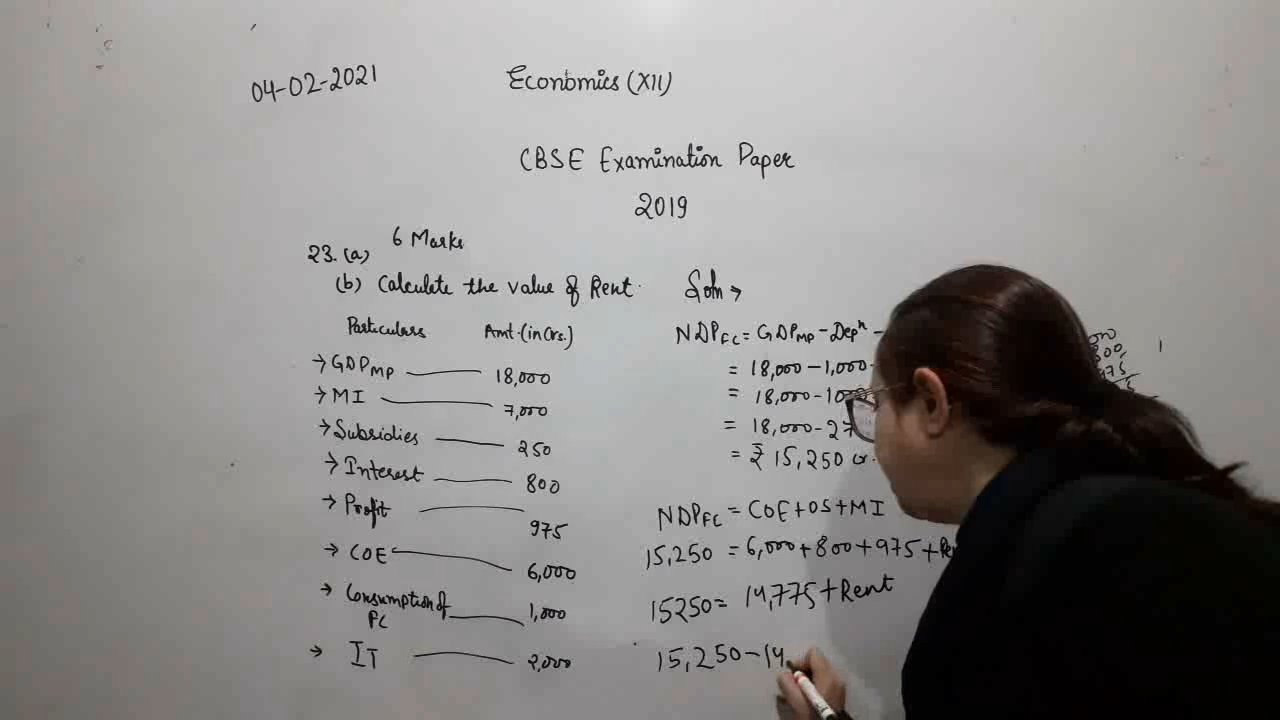 04-02-2021
Economics (XII)
CBSE Examination Paper
2019
6 Marks
23. (a)
(b) Calculate the value of Rent.
Particulars Amt. (in Crs.)
→ GDPMP — 18,000
→ MI — 7,000
→ Subsidies — 250
→ Interest — 800
→ Profit — 975
→ COE — 6,000
→ Consumption of FC — 1,000
→ IT — 2,000
Soln →
NDPFC = GDPMP - Depn -
= 18,000 - 1,000
= 18,000 - 1000
= 18,000 - 27
= ₹ 15,250 cr.
NDPFC = COE + OS + MI
15,250 = 6,000 + 800 + 975 +
15250 = 14,775 + Rent
15,250 - 14